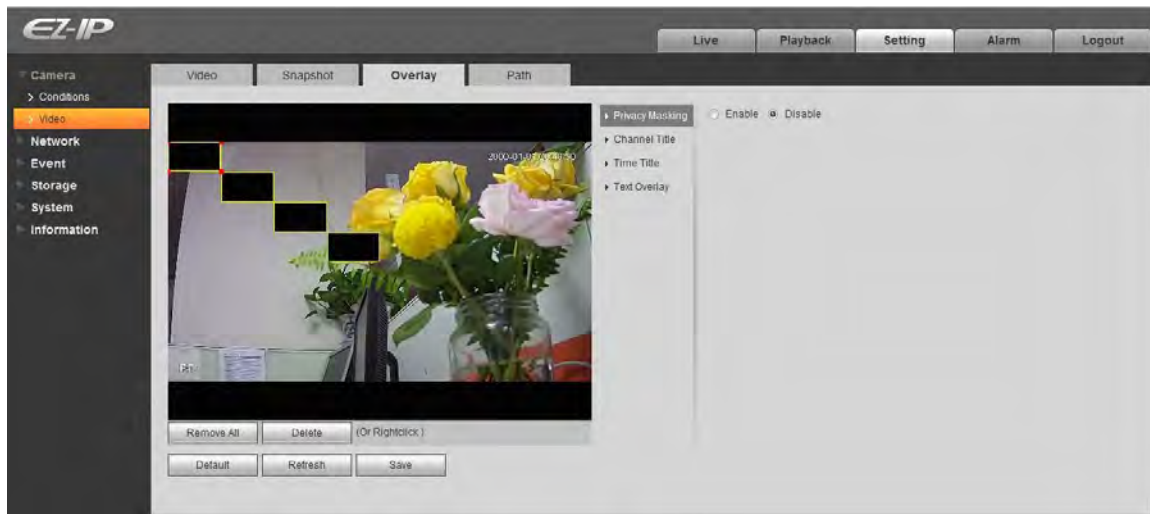 EZ-IP
Live Playback Setting Alarm Logout
Camera
Conditions
Video
Network
Event
Storage
System
Information
Video Snapshot Overlay Path
Privacy Masking
Channel Title
Time Title
Text Overlay
Enable Disable
Remove All Delete (Or Rightclick)
Default Refresh Save